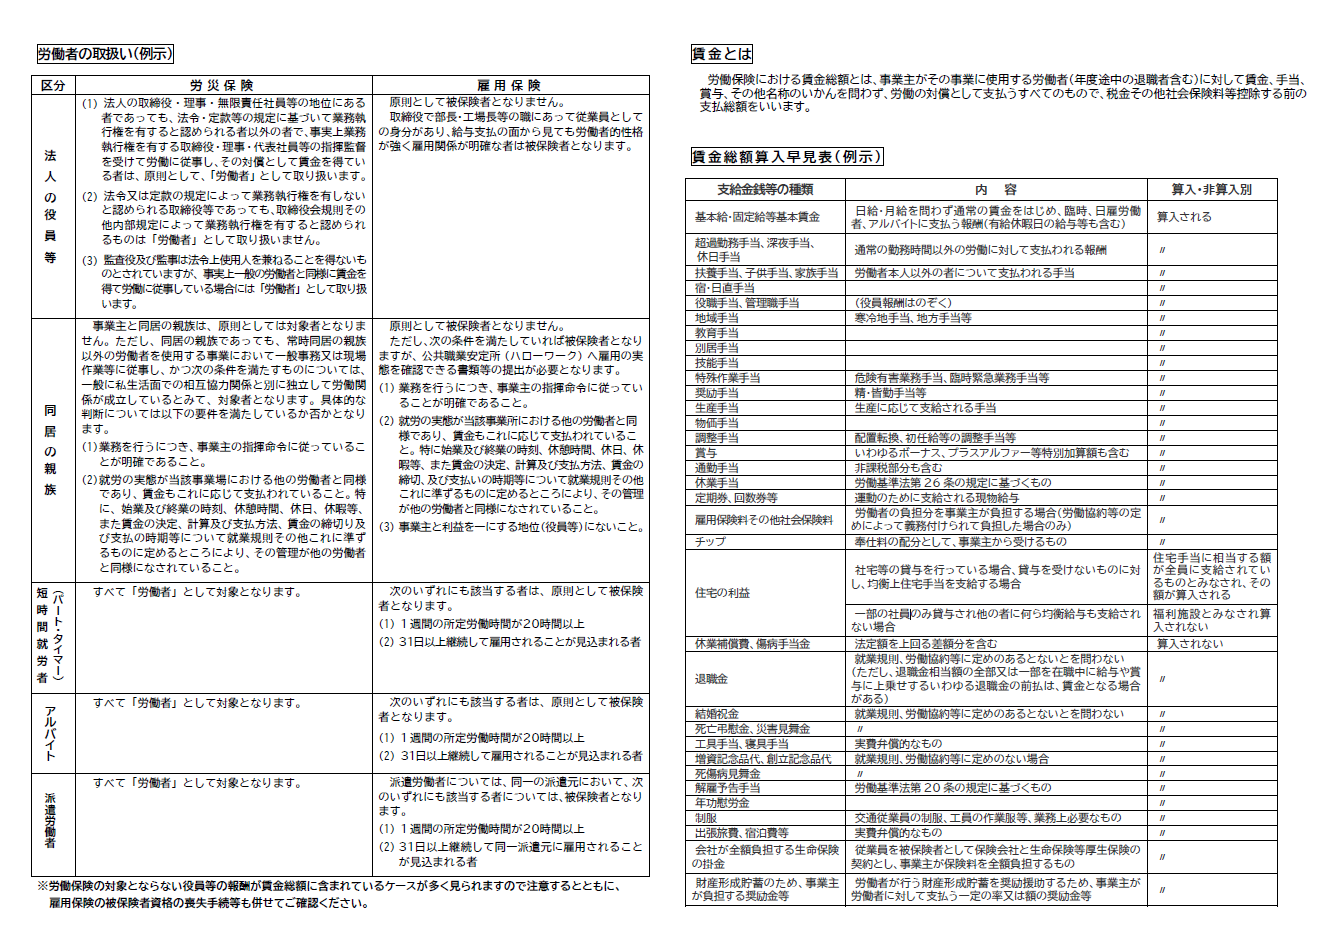 労働者の取扱い(例示)
区分
労 災 保 険
雇 用 保 険
法人の役員等
(1) 法人の取締役・理事・無限責任社員等の地位にある
者であっても、法令・定款等の規定に基づいて業務執
行権を有すると認められる者以外の者で、事実上業務
執行権を有する取締役・理事・代表社員等の指揮監督
を受けて労働に従事し、その対償として賃金を得てい
る者は、原則として、「労働者」として取り扱います。
(2) 法令又は定款の規定によって業務執行権を有しない
と認められる取締役等であっても、取締役会規則その
他内部規定によって業務執行権を有すると認められ
るものは「労働者」として取り扱いません。
(3) 監査役及び監事は法令上使用人を兼ねることを得ないも
のとされていますが、事実上一般の労働者と同様に賃金を
得て労働に従事している場合には「労働者」として取り扱
います。
原則として被保険者となりません。
取締役で部長・工場長等の職にあって従業員として
の身分があり、給与支払の面から見ても労働者的性格
が強く雇用関係が明確な者は被保険者となります。
同居の親族
事業主と同居の親族は、原則としては対象者となりま
せん。ただし、同居の親族であっても、常時同居の親族
以外の労働者を使用する事業において一般事務又は現場
作業等に従事し、かつ次の条件を満たすものについては、
一般に私生活面での相互協力関係と別に独立して労働関
係が成立しているとみて、対象者となります。具体的な
判断については以下の要件を満たしているか否かとなり
ます。
(1)業務を行うにつき、事業主の指揮命令に従っているこ
とが明確であること。
(2)就労の実態が当該事業場における他の労働者と同様
であり、賃金もこれに応じて支払われていること。特
に、始業及び終業の時刻、休憩時間、休日、休暇等、
また賃金の決定、計算及び支払方法、賃金の締切り及
び支払の時期等について就業規則その他これに準ず
るものに定めるところにより、その管理が他の労働者
と同様になされていること。
原則として被保険者となりません。
ただし、次の条件を満たしていれば被保険者となり
ますが、公共職業安定所(ハローワーク)へ雇用の実
態を確認できる書類等の提出が必要となります。
(1) 業務を行うにつき、事業主の指揮命令に従ってい
ることが明確であること。
(2) 就労の実態が当該事業所における他の労働者と同
様であり、賃金もこれに応じて支払われているこ
と。特に始業及び終業の時刻、休憩時間、休日、休
暇等、また賃金の決定、計算及び支払方法、賃金の
締切、及び支払いの時期等について就業規則その他
これに準ずるものに定めるところにより、その管理
が他の労働者と同様になされていること。
(3) 事業主と利益を一にする地位(役員等)にないこと。
短時間就労者
(パート・タイマー)
すべて「労働者」として対象となります。
次のいずれにも該当する者は、原則として被保険
者となります。
(1) 1週間の所定労働時間が20時間以上
(2) 31日以上継続して雇用されることが見込まれる者
アルバイト
すべて「労働者」として対象となります。
次のいずれにも該当する者は、原則として被保険
者となります。
(1) 1週間の所定労働時間が20時間以上
(2) 31日以上継続して雇用されることが見込まれる者
派遣労働者
すべて「労働者」として対象となります。
派遣労働者については、同一の派遣元において、次
のいずれにも該当する者については、被保険者となり
ます。
(1) 1週間の所定労働時間が20時間以上
(2) 31日以上継続して同一派遣元に雇用されること
が見込まれる者
※労働保険の対象とならない役員等の報酬が賃金総額に含まれているケースが多く見られますので注意するとともに、
雇用保険の被保険者資格の喪失手続等も併せてご確認ください。
賃金とは
労働保険における賃金総額とは、事業主がその事業に使用する労働者(年度途中の退職者含む)に対して賃金、手当、
賞与、その他名称のいかんを問わず、労働の対償として支払うすべてのもので、税金その他社会保険料等控除する前の
支払総額をいいます。
賃金総額算入早見表(例示)
支給金銭等の種類
内 容
算入・非算入別
基本給・固定給等基本賃金
日給・月給を問わず通常の賃金をはじめ、臨時、日雇労働
者、アルバイトに支払う報酬(有給休暇日の給与等も含む)
算入される
超過勤務手当、深夜手当、
休日手当
通常の勤務時間以外の労働に対して支払われる報酬
〃
扶養手当、子供手当、家族手当
労働者本人以外の者について支払われる手当
〃
宿・日直手当
〃
役職手当、管理職手当
(役員報酬はのぞく)
〃
地域手当
寒冷地手当、地方手当等
〃
教育手当
〃
別居手当
〃
技能手当
〃
特殊作業手当
危険有害業務手当、臨時緊急業務手当等
〃
奨励手当
精・皆勤手当等
〃
生産手当
生産に応じて支給される手当
〃
物価手当
〃
調整手当
配置転換、初任給等の調整手当等
〃
賞与
いわゆるボーナス、プラスアルファー等特別加算額も含む
〃
通勤手当
非課税部分も含む
〃
休業手当
労働基準法第26条の規定に基づくもの
〃
定期券、回数券等
運動のために支給される現物給与
〃
雇用保険料その他社会保険料
労働者の負担分を事業主が負担する場合(労働協約等の定
めによって義務付けられて負担した場合のみ)
〃
チップ
奉仕料の配分として、事業主から受けるもの
〃
住宅の利益
社宅等の貸与を行っている場合、貸与を受けないものに対
し、均衡上住宅手当を支給する場合
住宅手当に相当する額
が全員に支給されてい
るものとみなされ、その
額が算入される
一部の社員のみ貸与され他の者に何ら均衡給与も支給され
ない場合
福利施設とみなされ算
入されない
休業補償費、傷病手当金
法定額を上回る差額分を含む
算入されない
退職金
就業規則、労働協約等に定めのあるとないとを問わない
(ただし、退職金相当額の全部又は一部を在職中に給与や賞
与に上乗せするいわゆる退職金の前払は、賃金となる場合
がある)
〃
結婚祝金
就業規則、労働協約等に定めのあるとないとを問わない
〃
死亡弔慰金、災害見舞金
〃
〃
工具手当、寝具手当
実費弁償的なもの
〃
増資記念品代、創立記念品代
就業規則、労働協約等に定めのない場合
〃
死傷病見舞金
〃
〃
解雇予告手当
労働基準法第20条の規定に基づくもの
〃
年功慰労金
〃
制服
交通従業員の制服、工員の作業服等、業務上必要なもの
〃
出張旅費、宿泊費等
実費弁償的なもの
〃
会社が全額負担する生命保険
の掛金
従業員を被保険者として保険会社と生命保険等厚生保険の
契約とし、事業主が保険料を全額負担するもの
〃
財産形成貯蓄のため、事業主
が負担する奨励金等
労働者が行う財産形成貯蓄を奨励援助するため、事業主が
労働者に対して支払う一定の率又は額の奨励金等
〃